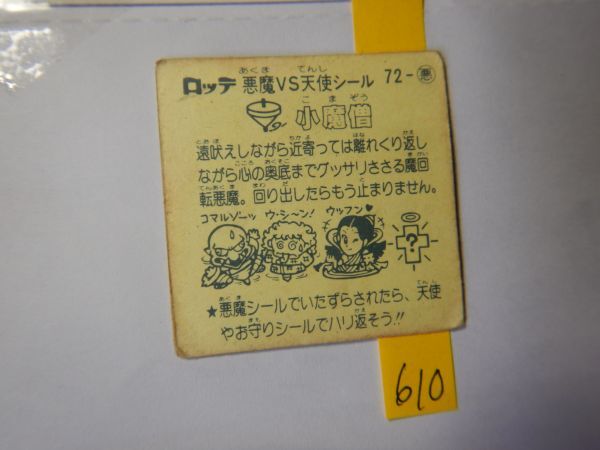 ロッテ 悪魔VS天使シール 72-悪
小魔僧
遠吠えしながら近寄っては離れくり返し
ながら心の奥底までグッサリささる魔回
転悪魔。回り出したらもう止まりません。
コマルゾーッ ウ・シ〜ン! ウッフン♥
?
★悪魔シールでいたずらされたら、天使
やお守りシールでハリ返そう!!
610